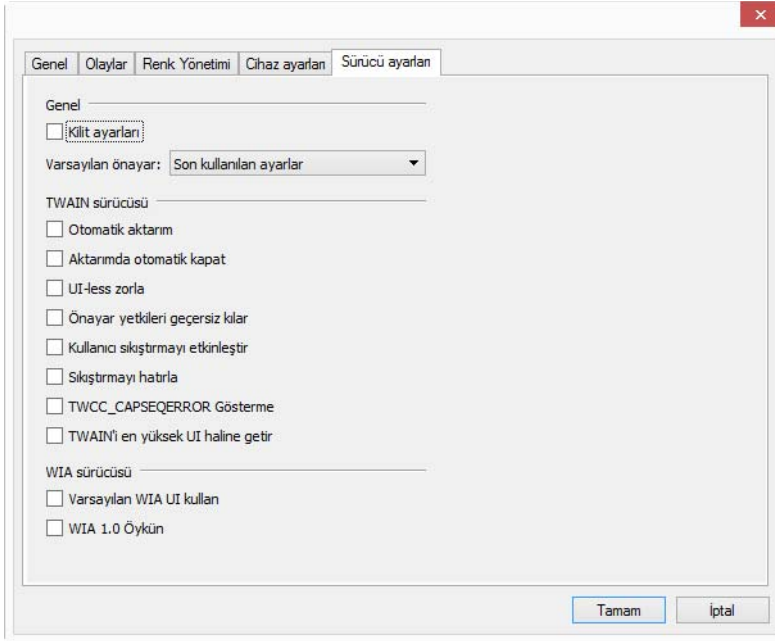 Genel Olaylar Renk Yönetimi Cihaz ayarları Sürücü ayarları
Genel
Kilit ayarları
Varsayılan önayar: Son kullanılan ayarlar
TWAIN sürücüsü
Otomatik aktarım
Aktarımda otomatik kapat
UI-less zorla
Önayar yetkileri geçersiz kılar
Kullanıcı sıkıştırmayı etkinleştir
Sıkıştırmayı hatırla
TWCC_CAPSEQERROR Gösterme
TWAIN'i en yüksek UI haline getir
WIA sürücüsü
Varsayılan WIA UI kullan
WIA 1.0 Öykün
Tamam İptal